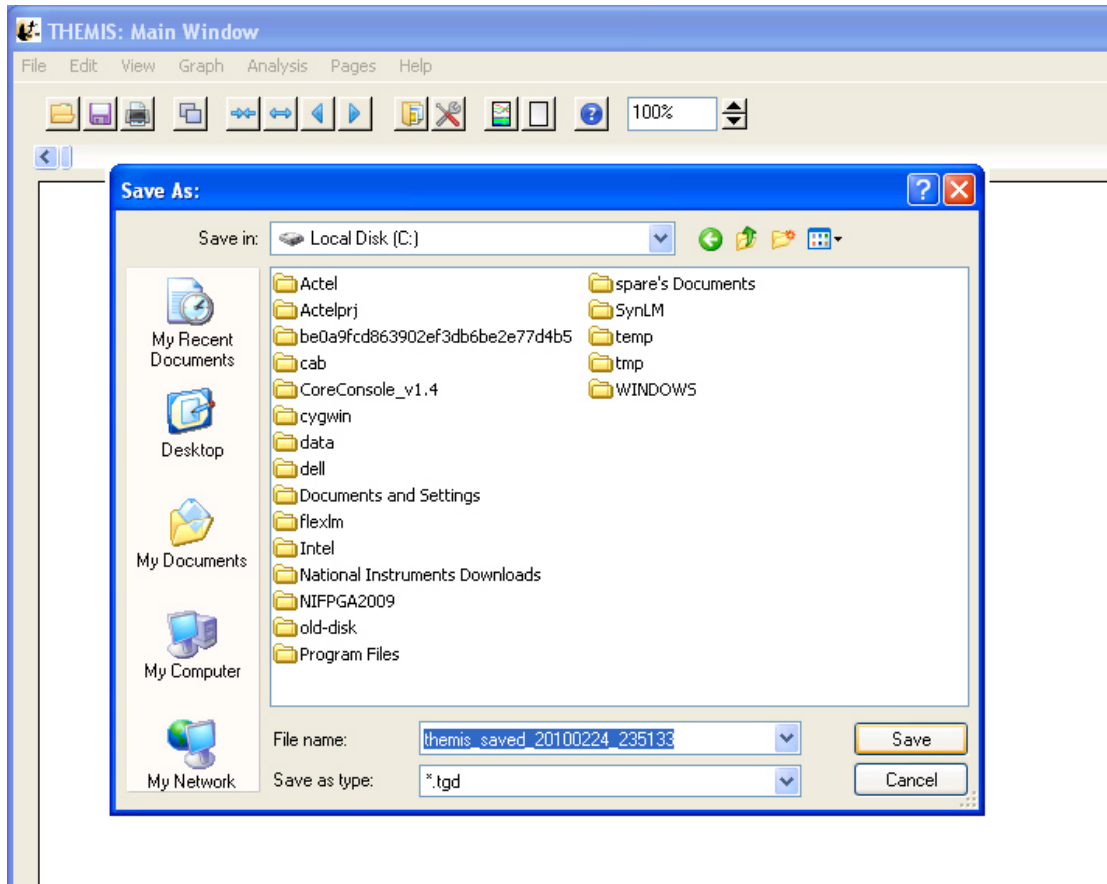 THEMIS: Main Window
File Edit View Graph Analysis Pages Help
100%
Save As:
Save in: Local Disk (C:)
My Recent Documents
Desktop
My Documents
My Computer
My Network
Actel
Actelprj
be0a9fcd863902ef3db6be2e77d4b5
cab
CoreConsole_v1.4
cygwin
data
dell
Documents and Settings
flexlm
Intel
National Instruments Downloads
NIFPGA2009
old-disk
Program Files
spare's Documents
SynLM
temp
tmp
WINDOWS
File name: themis_saved_20100224_235133
Save
Save as type: *.tgd
Cancel